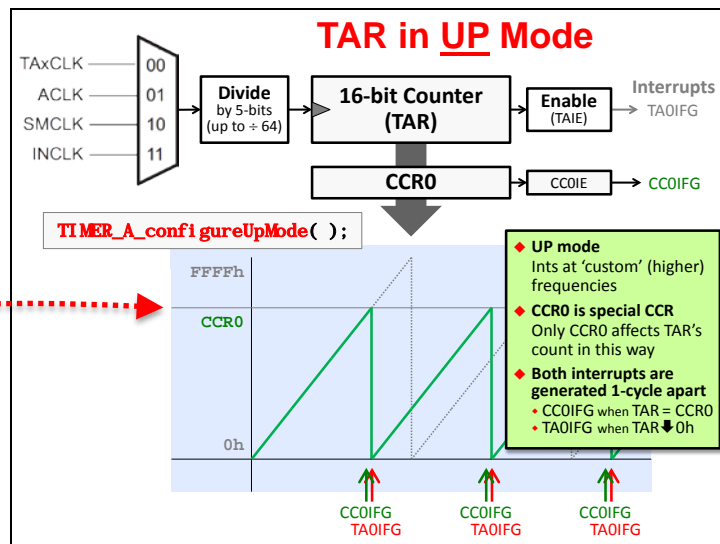 TAR in UP Mode
TAxCLK
ACLK
SMCLK
INCLK
00
01
10
11
Divide
by 5-bits
(up to ÷ 64)
16-bit Counter
(TAR)
Enable
(TAIE)
Interrupts
TA0IFG
CCR0
CC0IE
CC0IFG
TIMER_A_configureUpMode( );
FFFFh
CCR0
0h
UP mode
Ints at ‘custom’ (higher)
frequencies
CCR0 is special CCR
Only CCR0 affects TAR’s
count in this way
Both interrupts are
generated 1-cycle apart
CC0IFG when TAR = CCR0
TA0IFG when TAR🡇0h
CC0IFG
TA0IFG
CC0IFG
TA0IFG
CC0IFG
TA0IFG